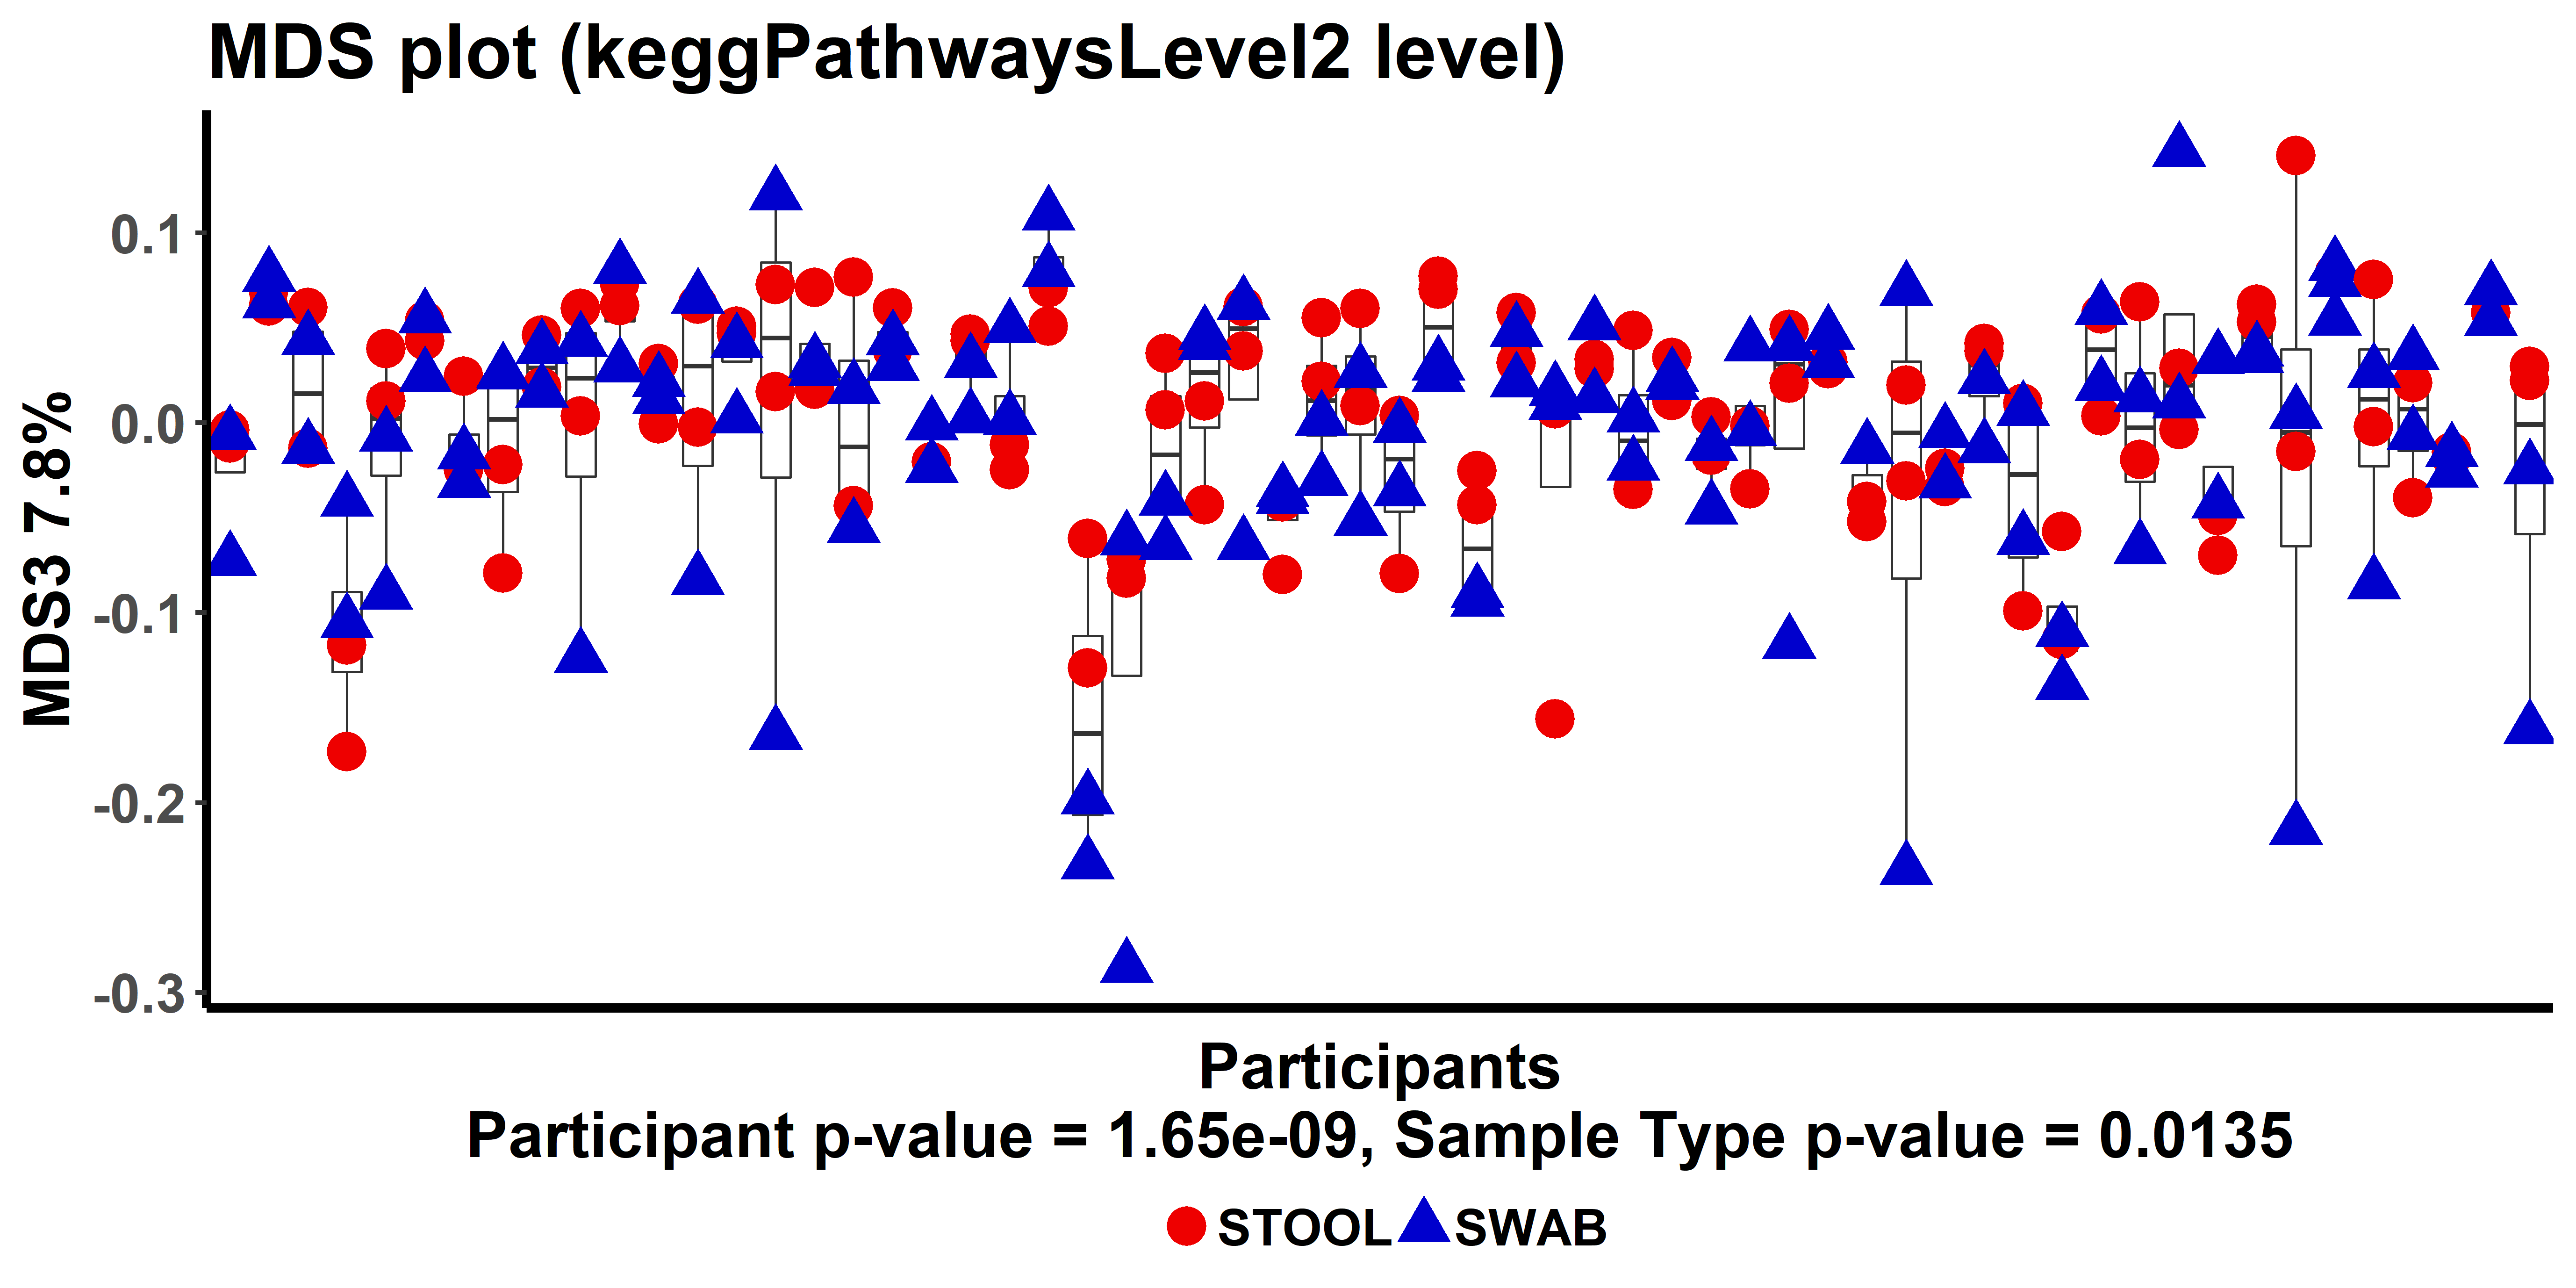 MDS plot (keggPathwaysLevel2 level)
MDS3 7.8%
0.1
0.0
-0.1
-0.2
-0.3
Participants
Participant p-value = 1.65e-09, Sample Type p-value = 0.0135
STOOL SWAB